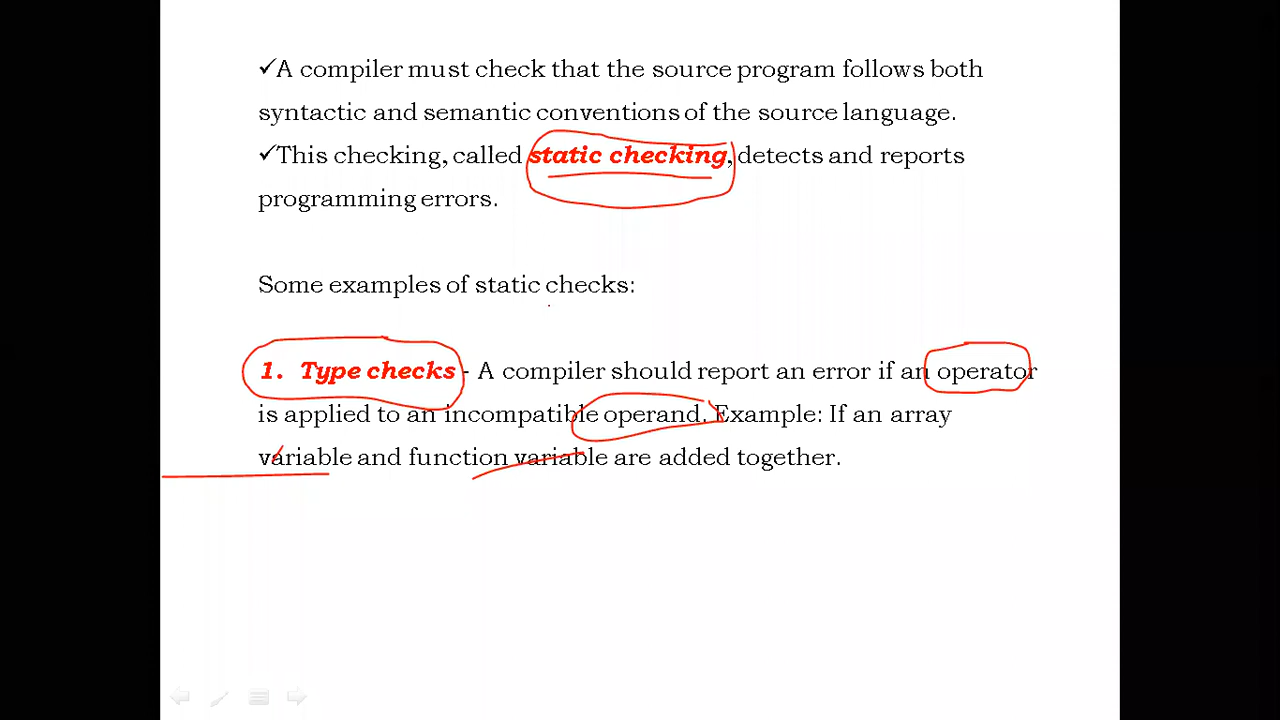 ✓A compiler must check that the source program follows both
syntactic and semantic conventions of the source language.
✓This checking, called static checking, detects and reports
programming errors.
Some examples of static checks:
1. Type checks - A compiler should report an error if an operator
is applied to an incompatible operand. Example: If an array
variable and function variable are added together.